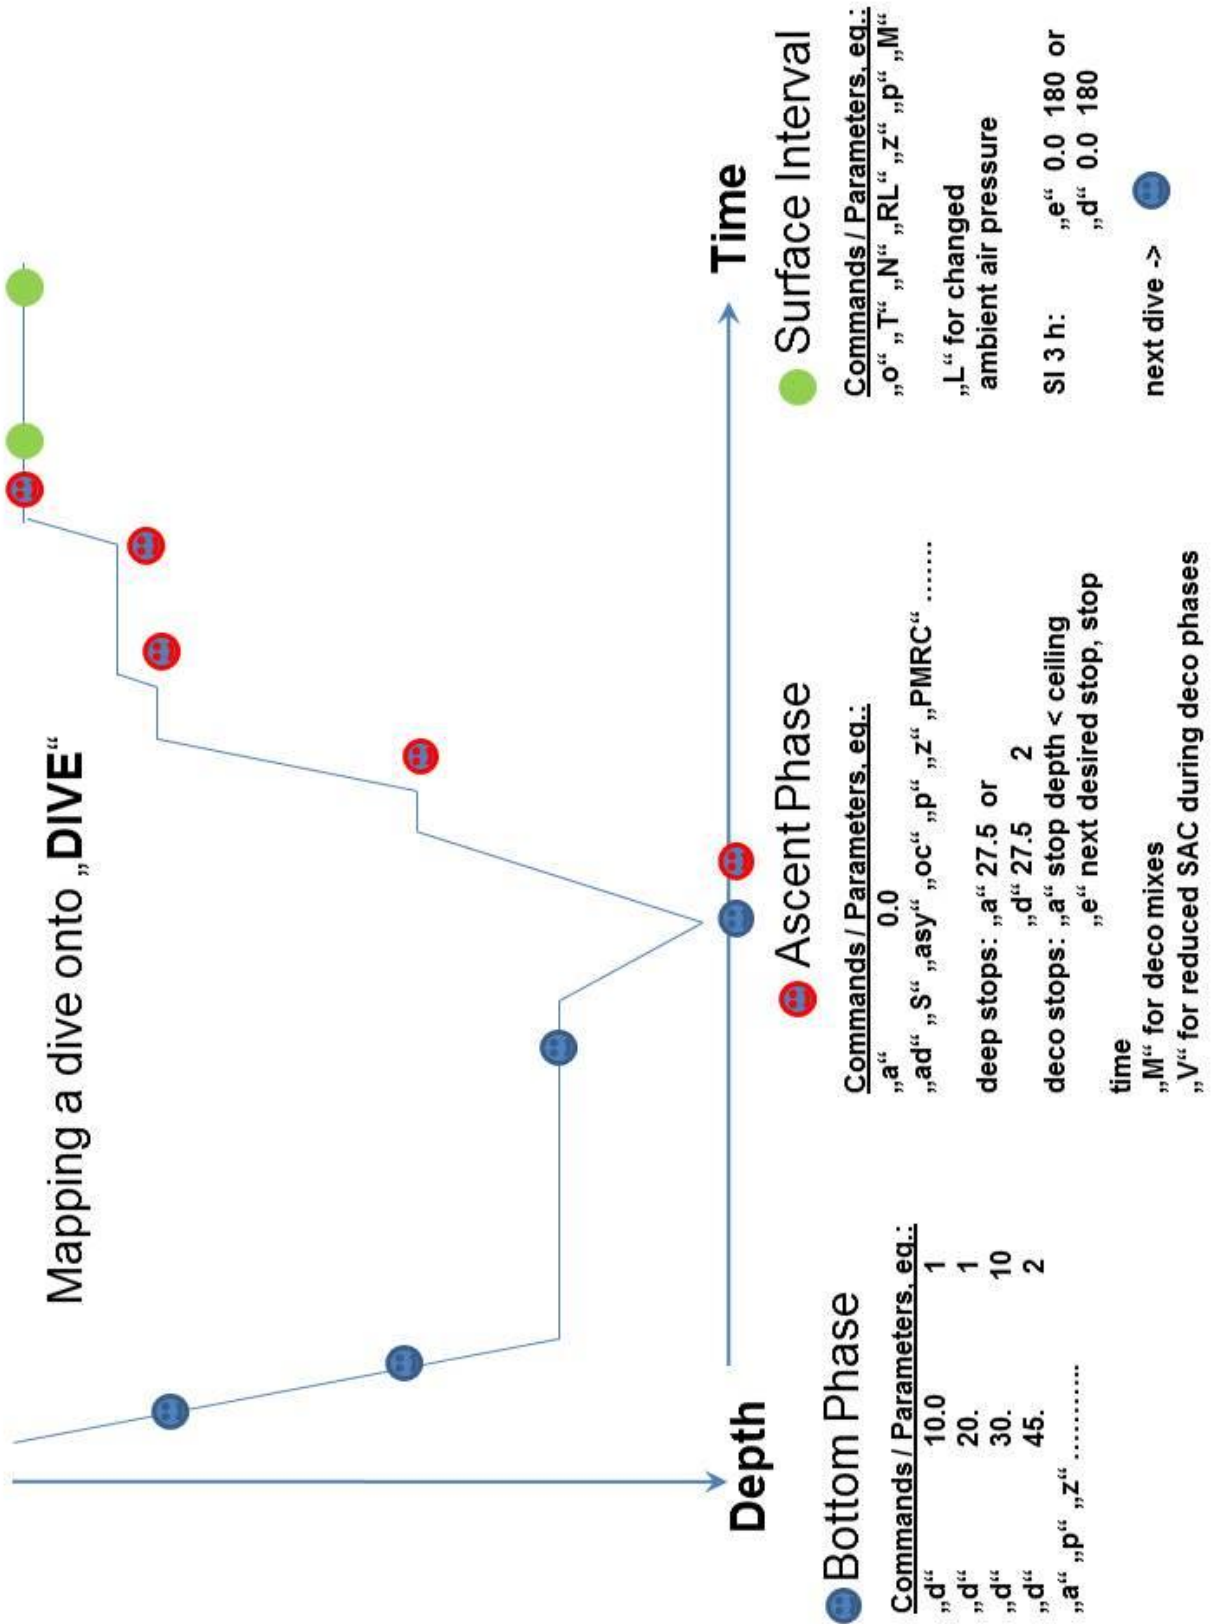 Mapping a dive onto „DIVE“
Depth
Time
Bottom Phase
Commands / Parameters, eq.:
„d“ 10.0 1
„d“ 20. 1
„d“ 30. 10
„d“ 45. 2
„a“ „p“ „z“ ...........
Ascent Phase
Commands / Parameters, eq.:
„a“ 0.0
„ad“ „S“ „asy“ „oc“ „p“ „z“ „PMRC“ .......
deep stops: „a“ 27.5 or
„d“ 27.5 2
deco stops: „a“ stop depth < ceiling
„e“ next desired stop, stop
time
„M“ for deco mixes
„V“ for reduced SAC during deco phases
Surface Interval
Commands / Parameters, eq.:
„o“ „T“ „N“ „RL“ „z“ „p“ „M“
„L“ for changed
ambient air pressure
SI 3 h: „e“ 0.0 180 or
„d“ 0.0 180
next dive ->